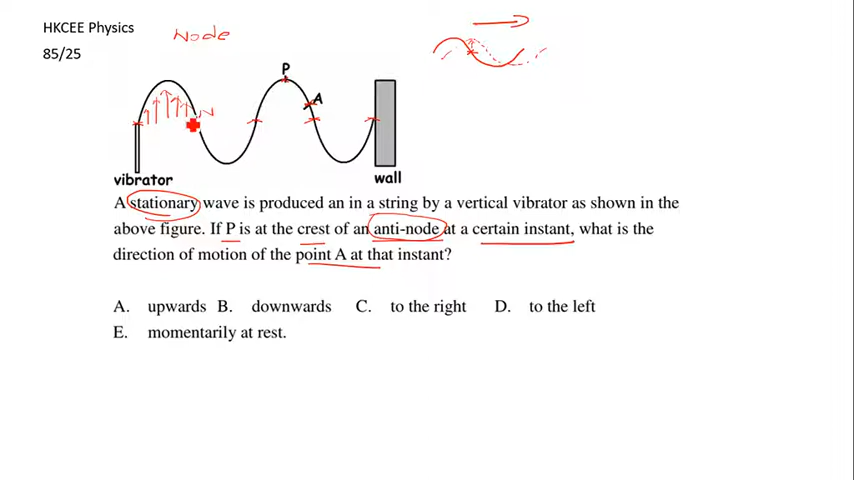 HKCEE Physics
Node
85/25
P
A
N
vibrator
wall
A stationary wave is produced an in a string by a vertical vibrator as shown in the
above figure. If P is at the crest of an anti-node at a certain instant, what is the
direction of motion of the point A at that instant?
A. upwards B. downwards C. to the right D. to the left
E. momentarily at rest.